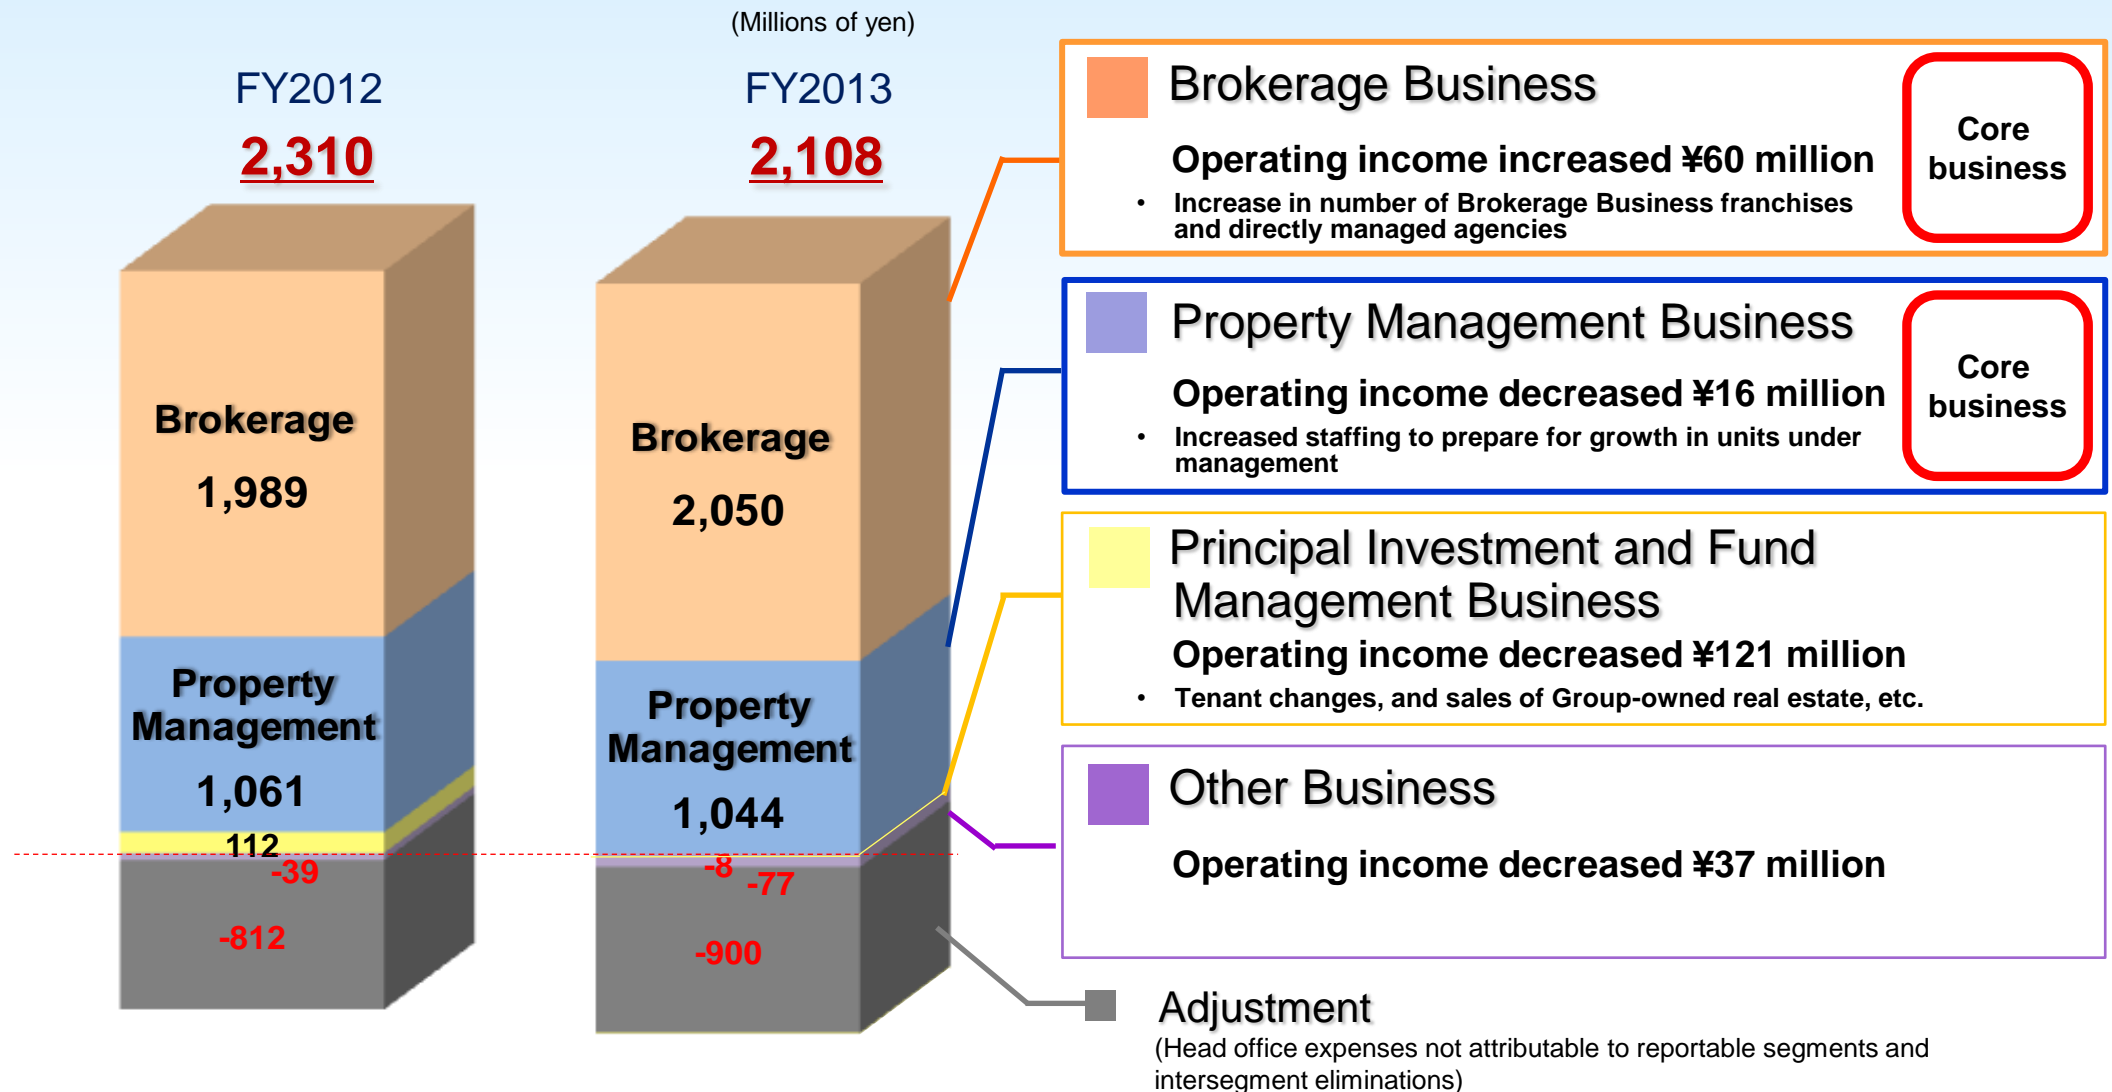 (Millions of yen)
FY2012
2,310
FY2013
2,108
Brokerage
1,989
Property
Management
1,061
112
-39
-812
Brokerage
2,050
Property
Management
1,044
-8
-77
-900
Brokerage Business
Operating income increased ¥60 million
• Increase in number of Brokerage Business franchises
and directly managed agencies
Core
business
Property Management Business
Operating income decreased ¥16 million
• Increased staffing to prepare for growth in units under
management
Core
business
Principal Investment and Fund
Management Business
Operating income decreased ¥121 million
• Tenant changes, and sales of Group-owned real estate, etc.
Other Business
Operating income decreased ¥37 million
Adjustment
(Head office expenses not attributable to reportable segments and
intersegment eliminations)